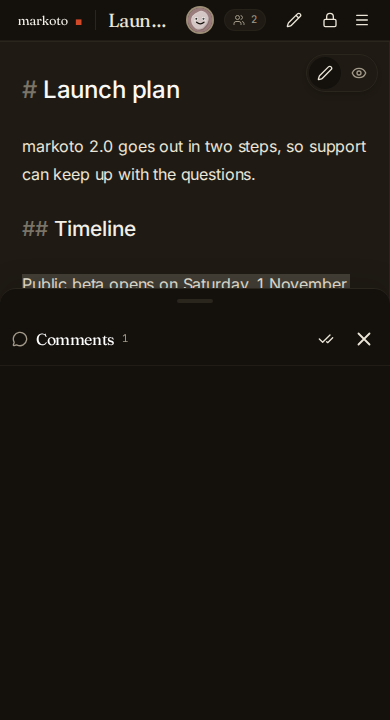 markoto
Laun...
2
# Launch plan
markoto 2.0 goes out in two steps, so support
can keep up with the questions.
## Timeline
Public beta opens on Saturday, 1 November.
Comments 1